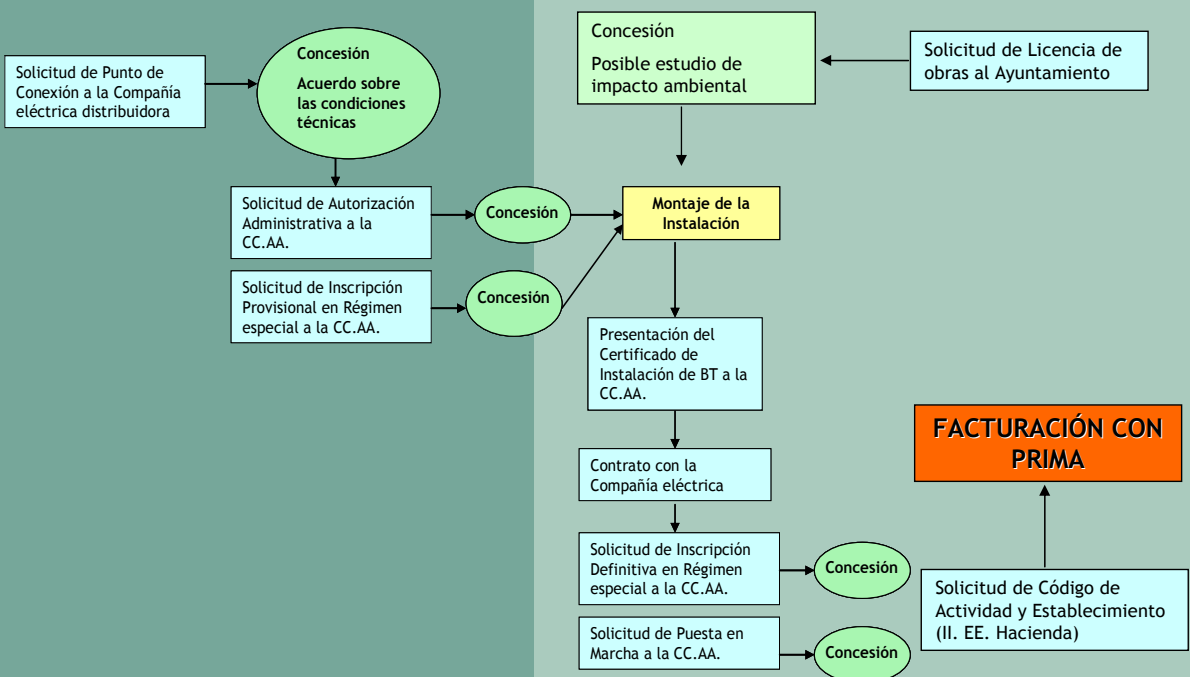 Solicitud de Punto de
Conexión a la Compañía
eléctrica distribuidora
Concesión
Acuerdo sobre
las condiciones
técnicas
Concesión
Posible estudio de
impacto ambiental
Solicitud de Licencia de
obras al Ayuntamiento
Solicitud de Autorización
Administrativa a la
CC.AA.
Concesión
Montaje de la
Instalación
Solicitud de Inscripción
Provisional en Régimen
especial a la CC.AA.
Concesión
Presentación del
Certificado de
Instalación de BT a la
CC.AA.
Contrato con la
Compañía eléctrica
Solicitud de Inscripción
Definitiva en Régimen
especial a la CC.AA.
Concesión
Solicitud de Puesta en
Marcha a la CC.AA.
Concesión
FACTURACIÓN CON
PRIMA
Solicitud de Código de
Actividad y Establecimiento
(II. EE. Hacienda)